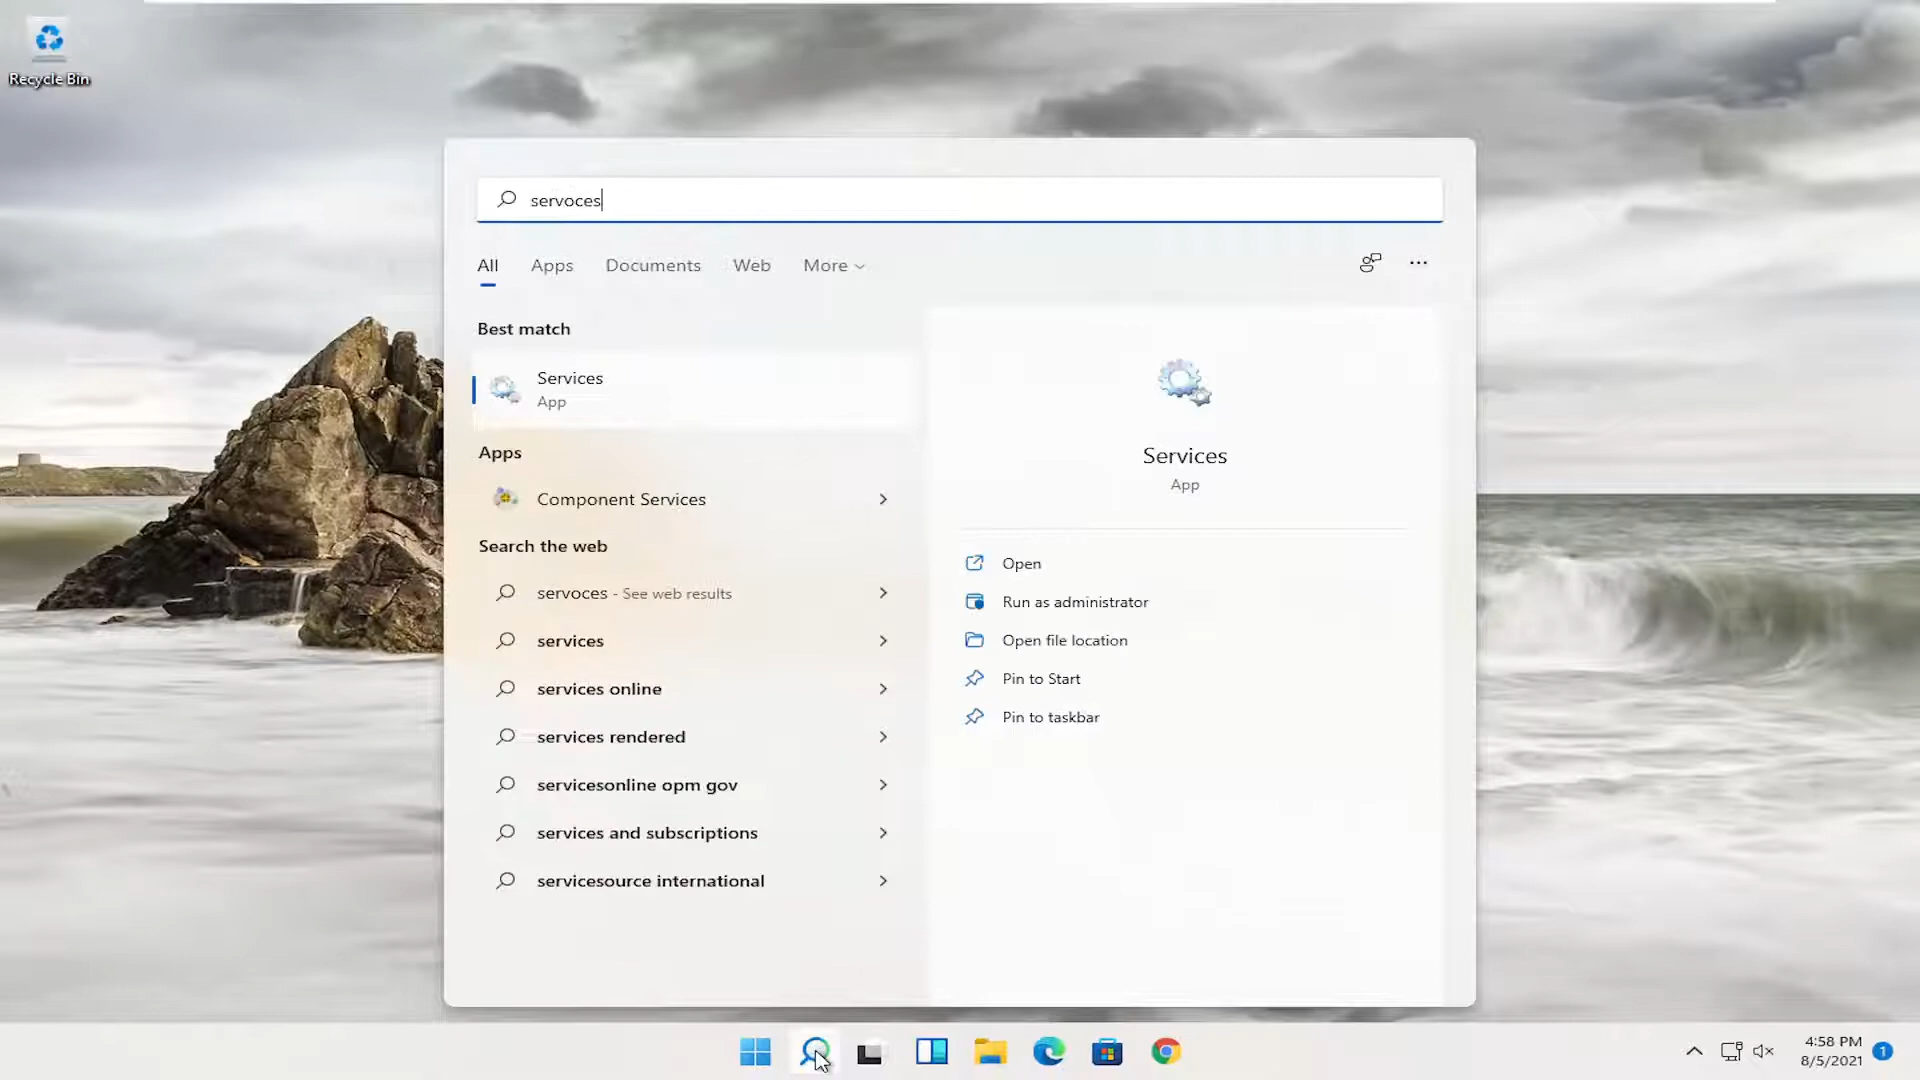 Recycle Bin
servoces
All Apps Documents Web More
Best match
Services
App
Apps
Component Services
Search the web
servoces - See web results
services
services online
services rendered
servicesonline opm gov
services and subscriptions
servicesource international
Services
App
Open
Run as administrator
Open file location
Pin to Start
Pin to taskbar
4:58 PM
8/5/2021
1